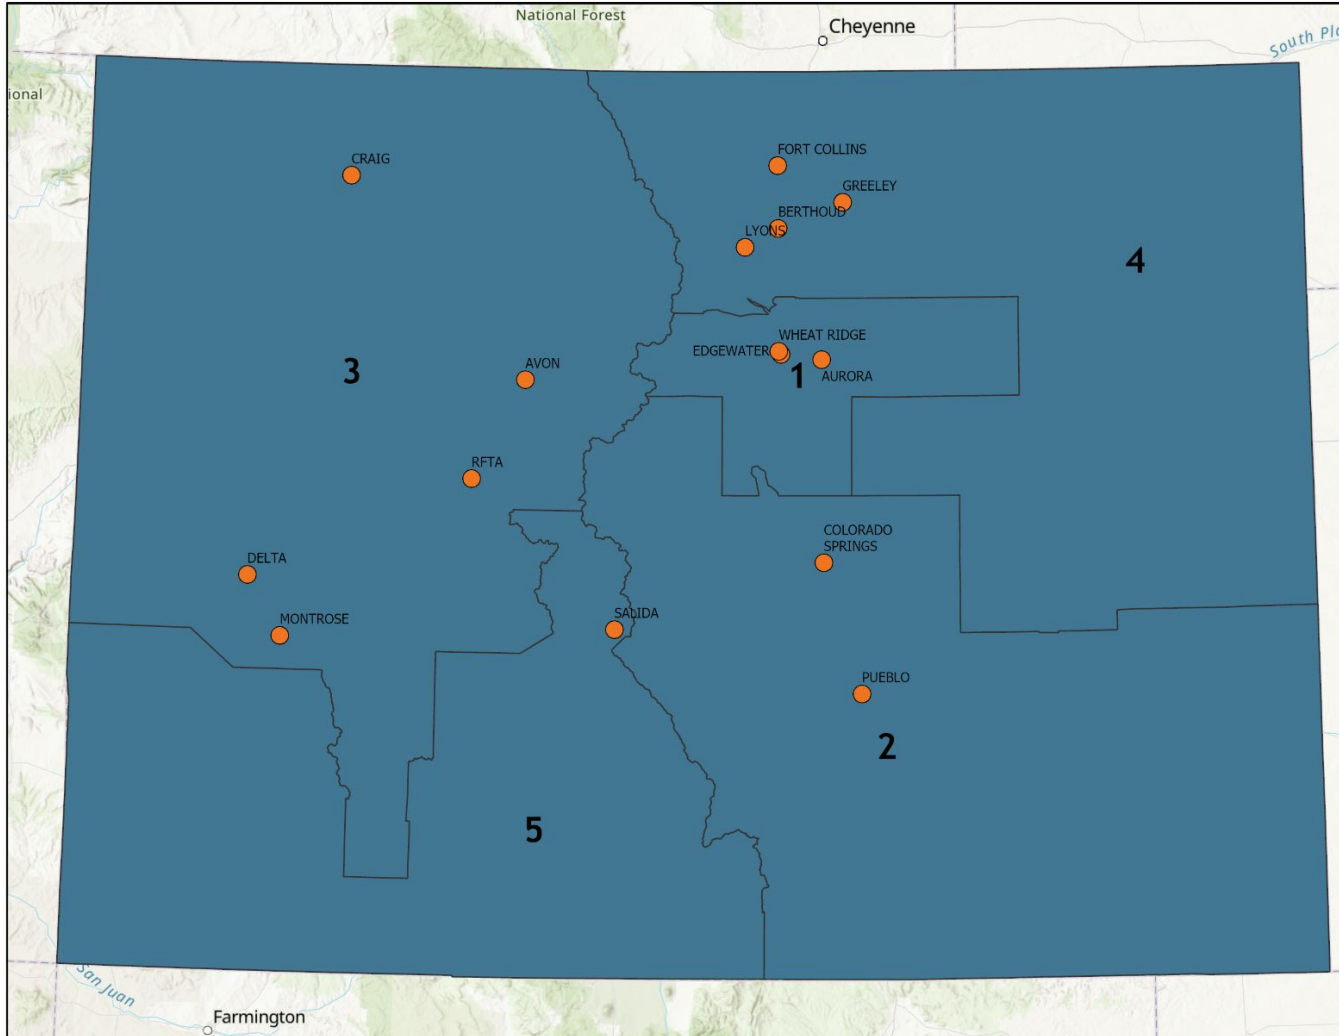 National Forest
Cheyenne
South Pl
ional
FORT COLLINS
CRAIG
GREELEY
BERTHOUD
LYONS
4
WHEAT RIDGE
EDGEWATER
AVON
3
1
AURORA
RFTA
COLORADO
SPRINGS
DELTA
MONTROSE
SALIDA
PUEBLO
2
5
San Juan
Farmington